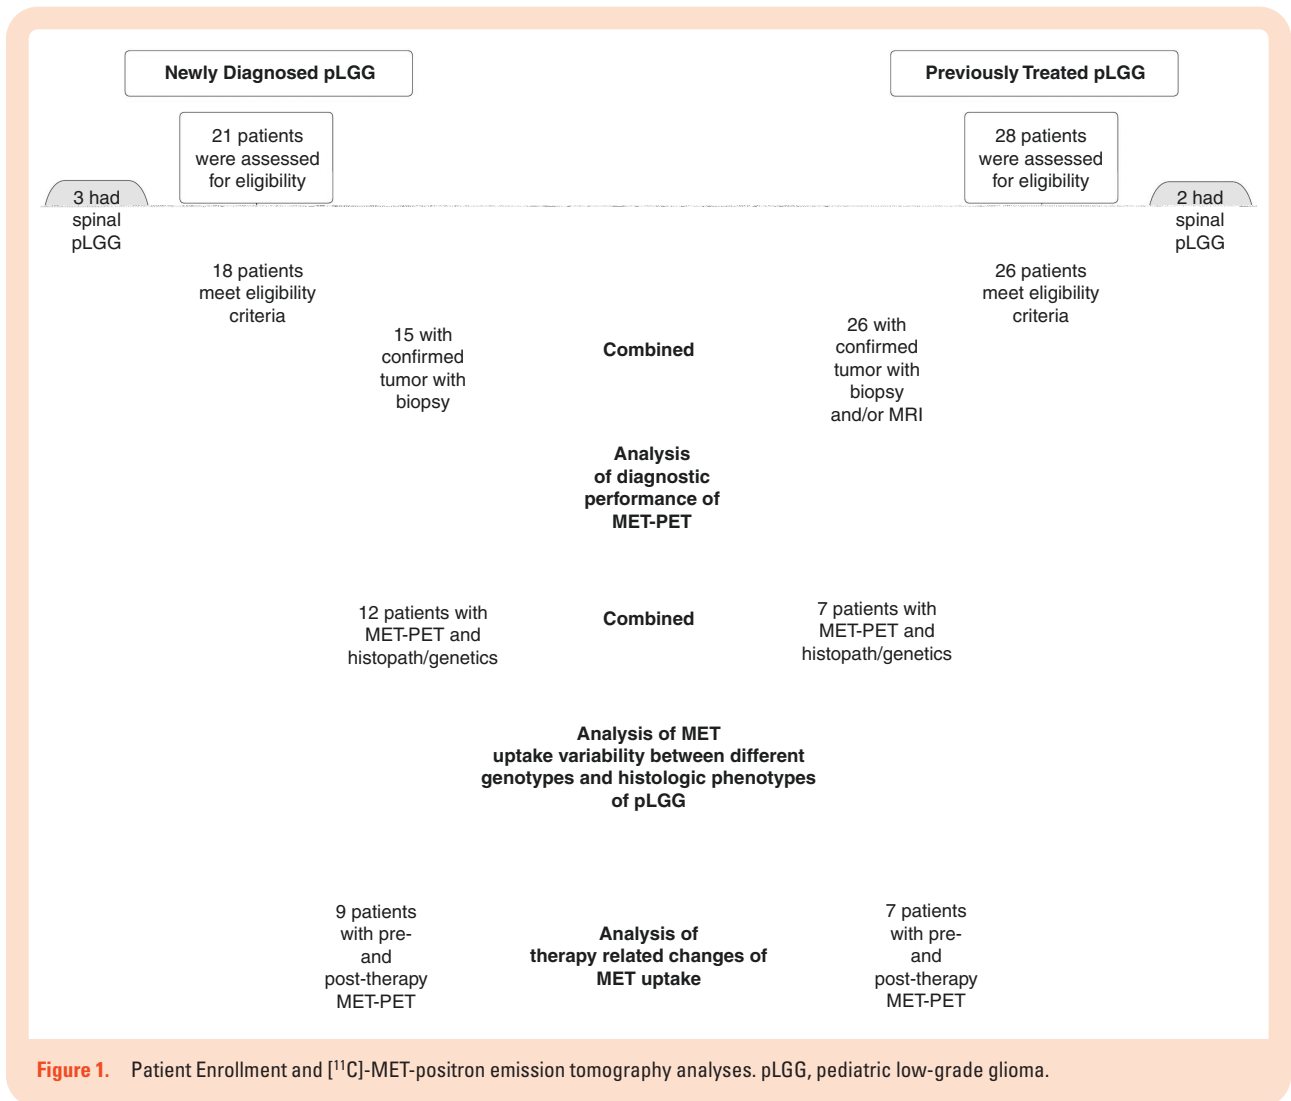 Newly Diagnosed pLGG
Previously Treated pLGG
21 patients
were assessed
for eligibility
28 patients
were assessed
for eligibility
3 had
spinal
pLGG
2 had
spinal
pLGG
18 patients
meet eligibility
criteria
26 patients
meet eligibility
criteria
15 with
confirmed
tumor with
biopsy
Combined
26 with
confirmed
tumor with
biopsy
and/or MRI
Analysis
of diagnostic
performance of
MET-PET
12 patients with
MET-PET and
histopath/genetics
Combined
7 patients with
MET-PET and
histopath/genetics
Analysis of MET
uptake variability between different
genotypes and histologic phenotypes
of pLGG
9 patients
with pre-
and
post-therapy
MET-PET
Analysis of
therapy related changes of
MET uptake
7 patients
with pre-
and
post-therapy
MET-PET
Figure 1. Patient Enrollment and [¹¹C]-MET-positron emission tomography analyses. pLGG, pediatric low-grade glioma.